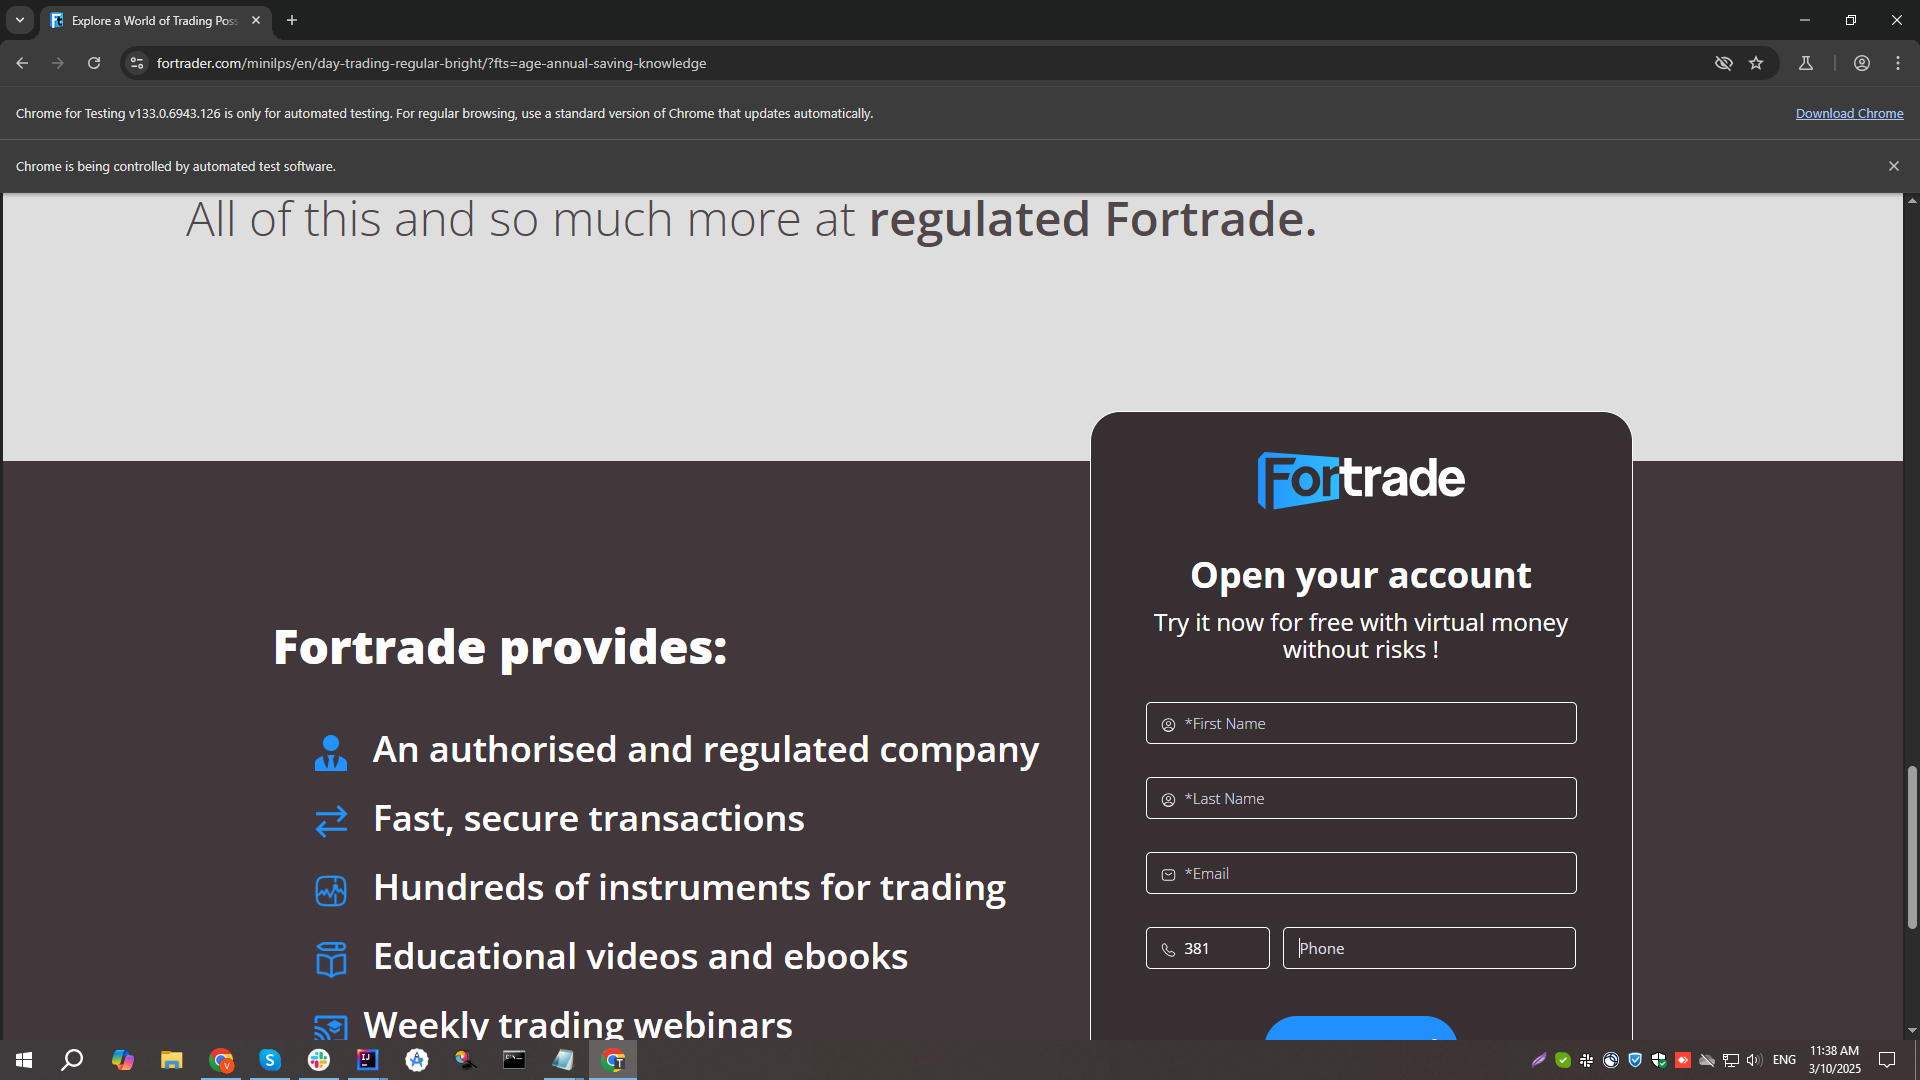 Explore a World of Trading Pos
fortrader.com/minilps/en/day-trading-regular-bright/?fts=age-annual-saving-knowledge
Chrome for Testing v133.0.6943.126 is only for automated testing. For regular browsing, use a standard version of Chrome that updates automatically.
Download Chrome
Chrome is being controlled by automated test software.
All of this and so much more at regulated Fortrade.
Fortrade
Open your account
Try it now for free with virtual money
without risks !
*First Name
*Last Name
*Email
381
Phone
Fortrade provides:
An authorised and regulated company
Fast, secure transactions
Hundreds of instruments for trading
Educational videos and ebooks
Weekly trading webinars
ENG
11:38 AM
3/10/2025